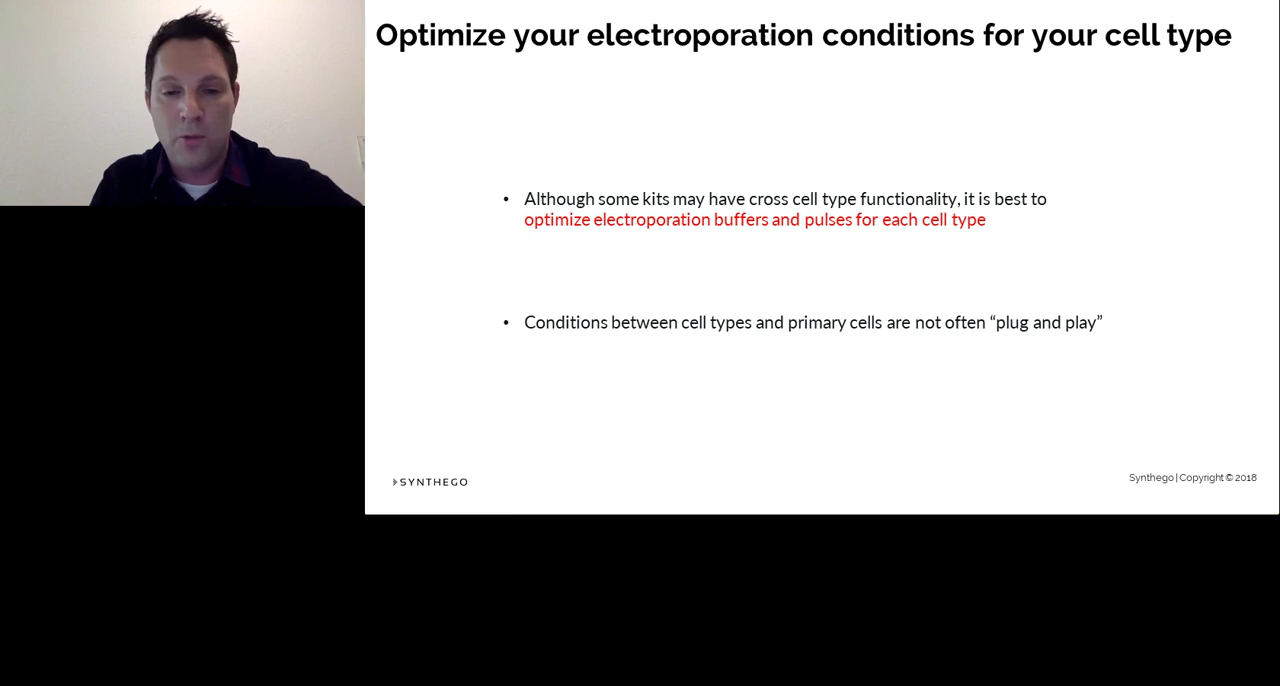 Optimize your electroporation conditions for your cell type
• Although some kits may have cross cell type functionality, it is best to
optimize electroporation buffers and pulses for each cell type
• Conditions between cell types and primary cells are not often “plug and play”
SYNTHEGO
Synthego | Copyright © 2018